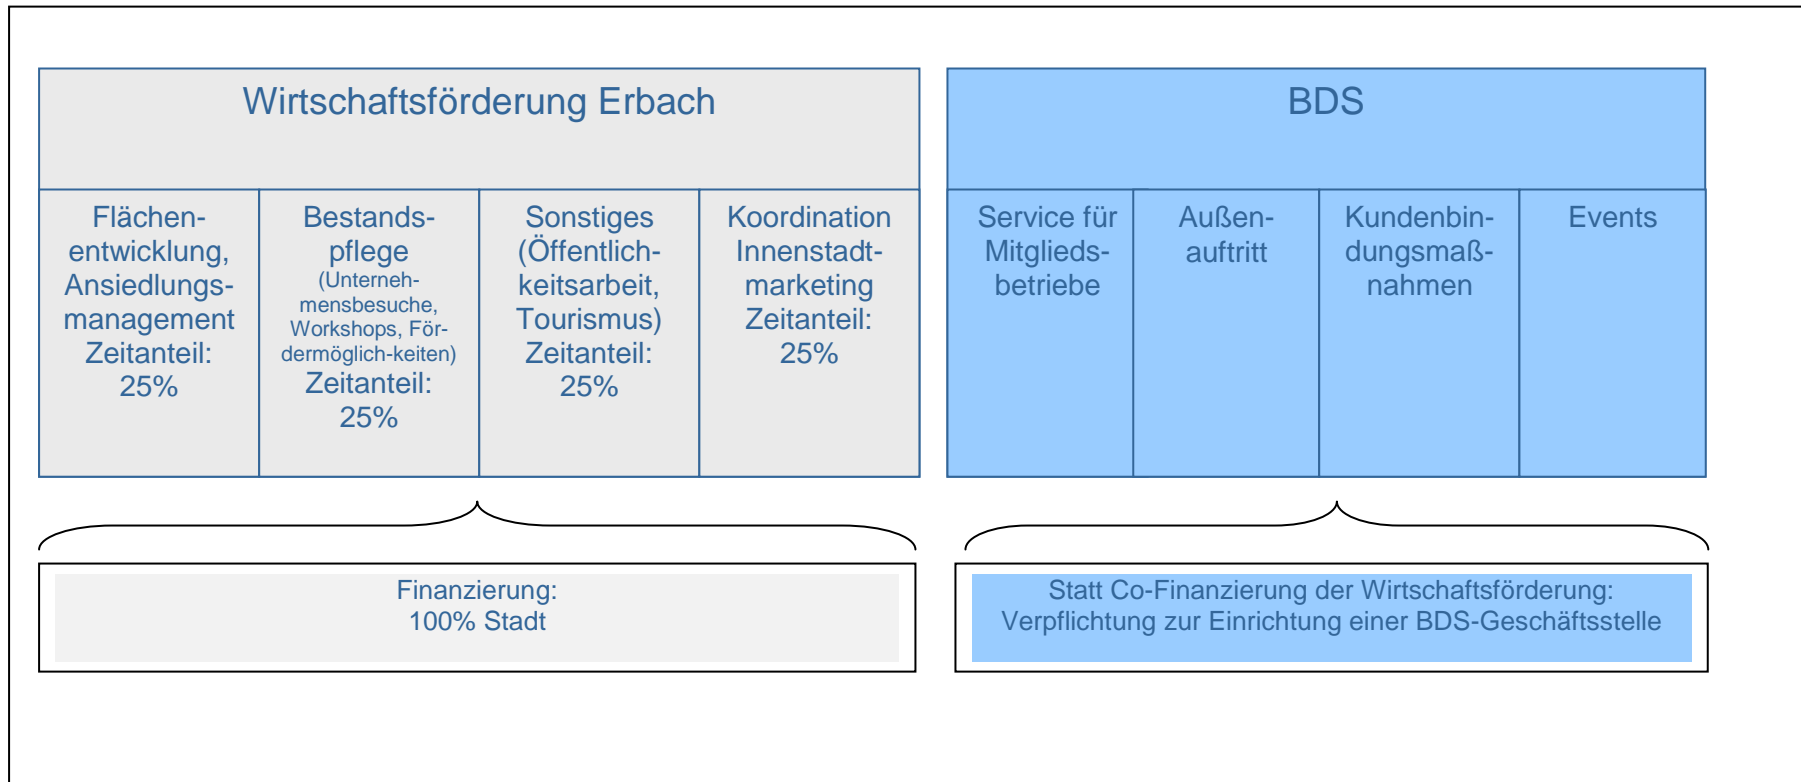 Wirtschaftsförderung Erbach
Flächen-
entwicklung,
Ansiedlungs-
management
Zeitanteil:
25%
Bestands-
pflege
(Unterneh-
mensbesuche,
Workshops, För-
dermöglich-keiten)
Zeitanteil:
25%
Sonstiges
(Öffentlich-
keitsarbeit,
Tourismus)
Zeitanteil:
25%
Koordination
Innenstadt-
marketing
Zeitanteil:
25%
Finanzierung:
100% Stadt
BDS
Service für
Mitglieds-
betriebe
Außen-
auftritt
Kundenbin-
dungsmaß-
nahmen
Events
Statt Co-Finanzierung der Wirtschaftsförderung:
Verpflichtung zur Einrichtung einer BDS-Geschäftsstelle